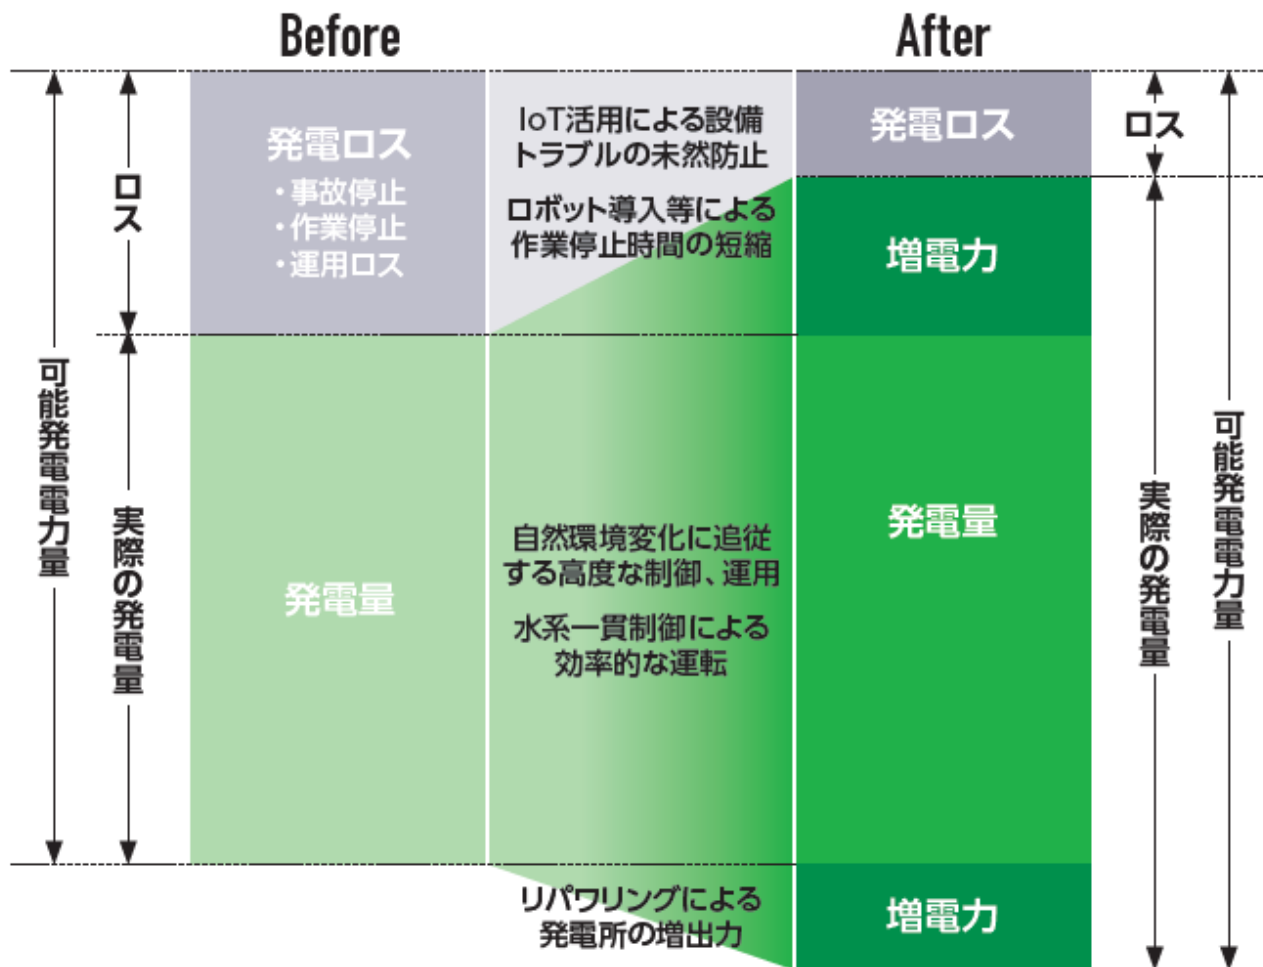 Before
After
可能発電電力量
ロス
実際の発電量
発電ロス
・事故停止
・作業停止
・運用ロス
発電量
IoT活用による設備
トラブルの未然防止
ロボット導入等による
作業停止時間の短縮
自然環境変化に追従
する高度な制御、運用
水系一貫制御による
効率的な運転
リパワリングによる
発電所の増出力
発電ロス
増電力
発電量
増電力
ロス
実際の発電量
可能発電電力量